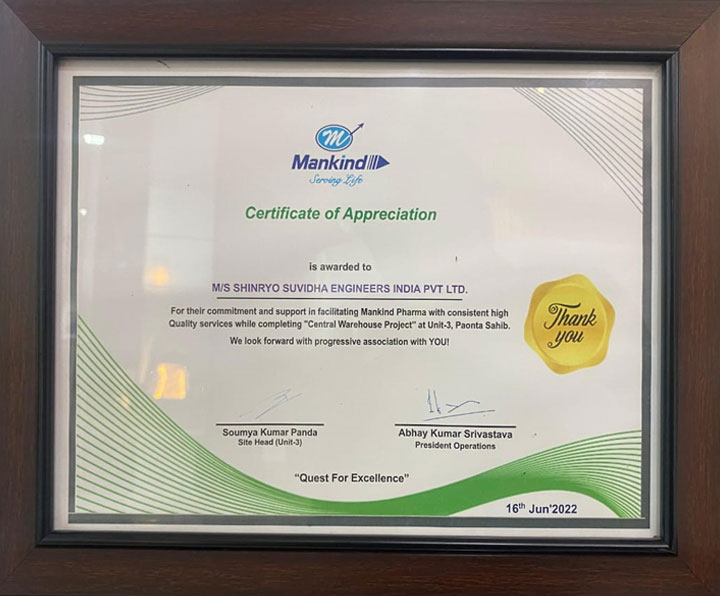 m
Mankind
Serving Life
Certificate of Appreciation
is awarded to
M/S SHINRYO SUVIDHA ENGINEERS INDIA PVT LTD.
For their commitment and support in facilitating Mankind Pharma with consistent high
Quality services while completing "Central Warehouse Project" at Unit-3, Paonta Sahib.
We look forward with progressive association with YOU!
Thank
you
Soumya Kumar Panda
Site Head (Unit-3)
Abhay Kumar Srivastava
President Operations
"Quest For Excellence"
16th Jun'2022